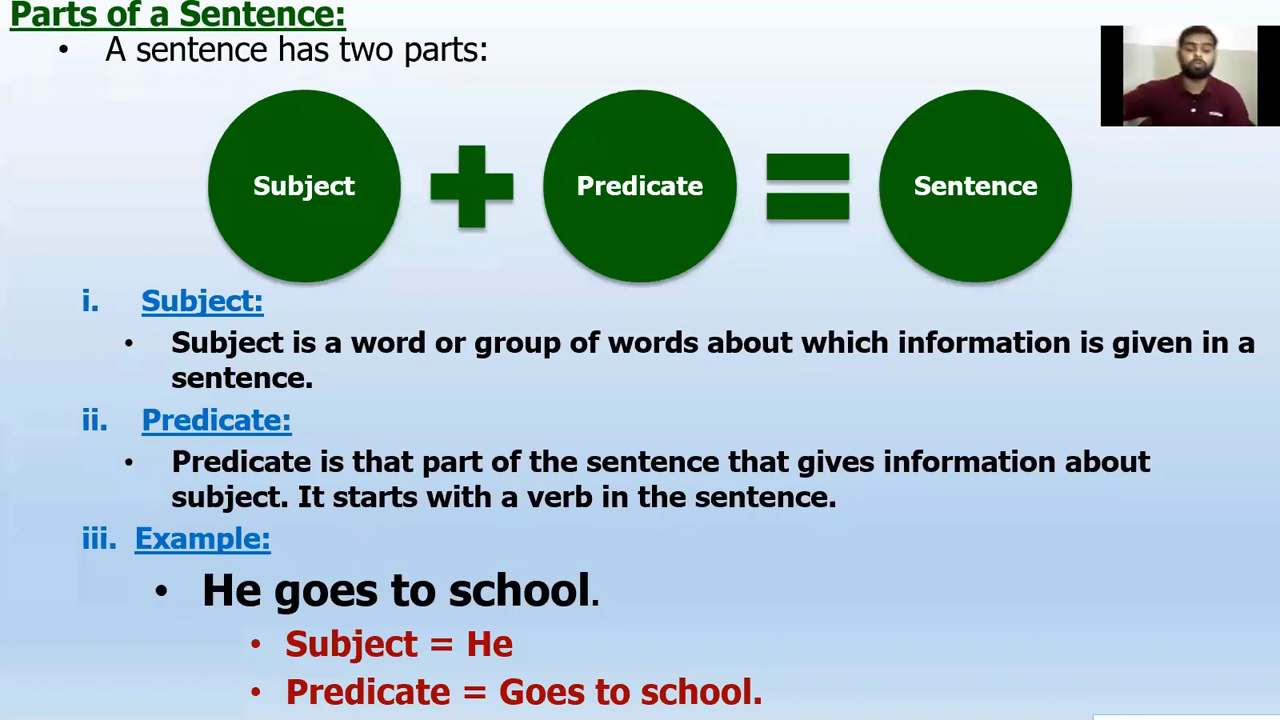 Parts of a Sentence:
• A sentence has two parts:
Subject
Predicate
Sentence
i. Subject:
• Subject is a word or group of words about which information is given in a
sentence.
ii. Predicate:
• Predicate is that part of the sentence that gives information about
subject. It starts with a verb in the sentence.
iii. Example:
• He goes to school.
• Subject = He
• Predicate = Goes to school.